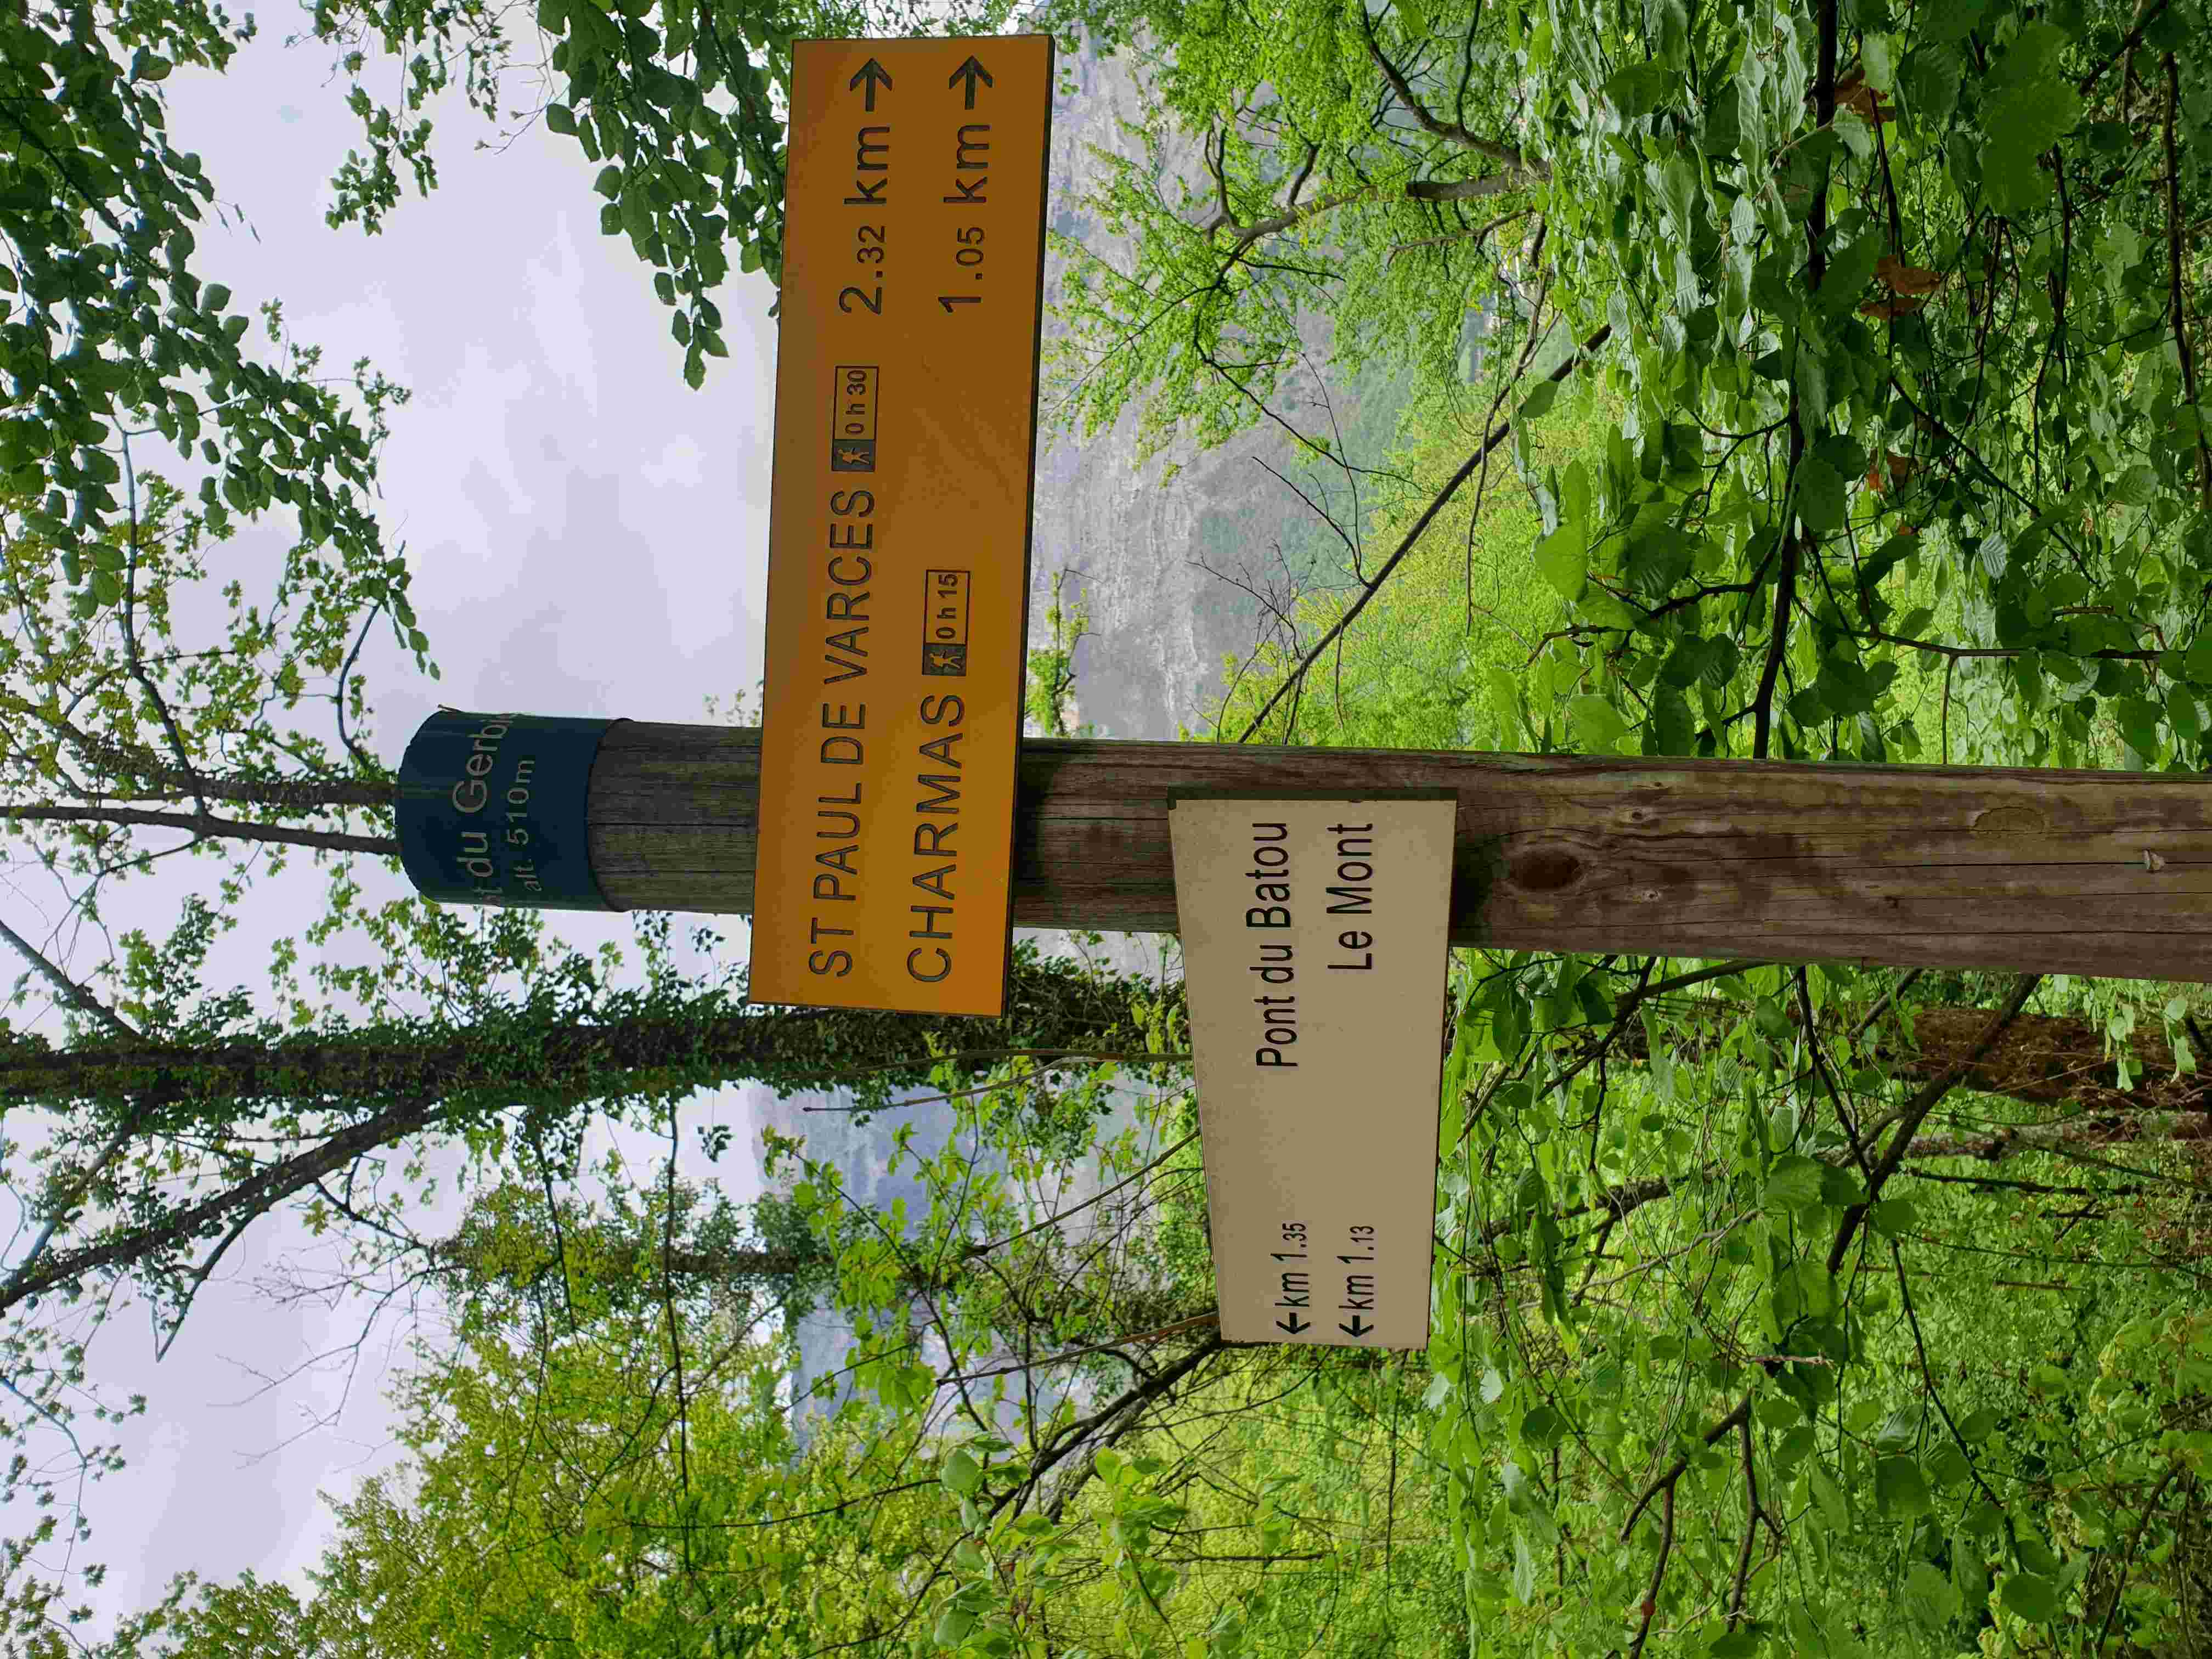 du
alt. 510m
ST PAUL DE VARCES 0 h 30 2.32 km →
CHARMAS 0 h 15 1.05 km →
← km 1.35 Pont du Batou
← km 1.13 Le Mont